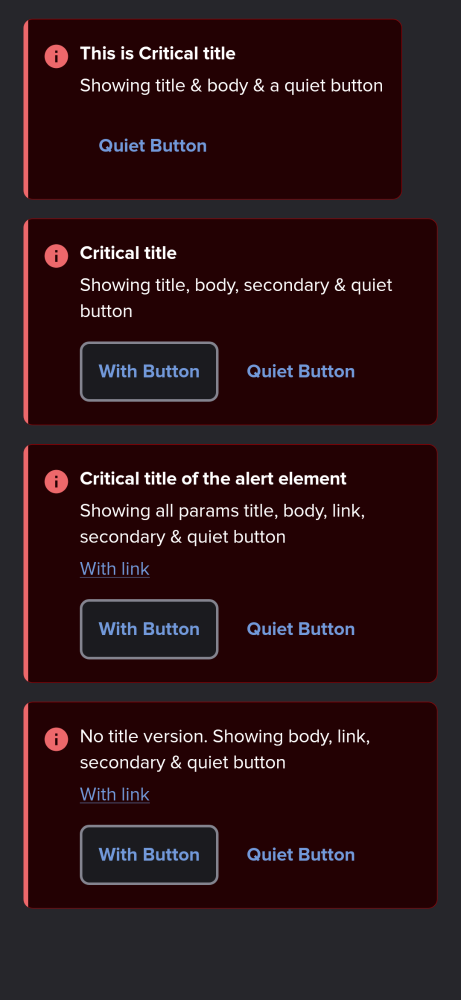 This is Critical title
Showing title & body & a quiet button
Quiet Button
Critical title
Showing title, body, secondary & quiet
button
With Button Quiet Button
Critical title of the alert element
Showing all params title, body, link,
secondary & quiet button
With link
With Button Quiet Button
No title version. Showing body, link,
secondary & quiet button
With link
With Button Quiet Button